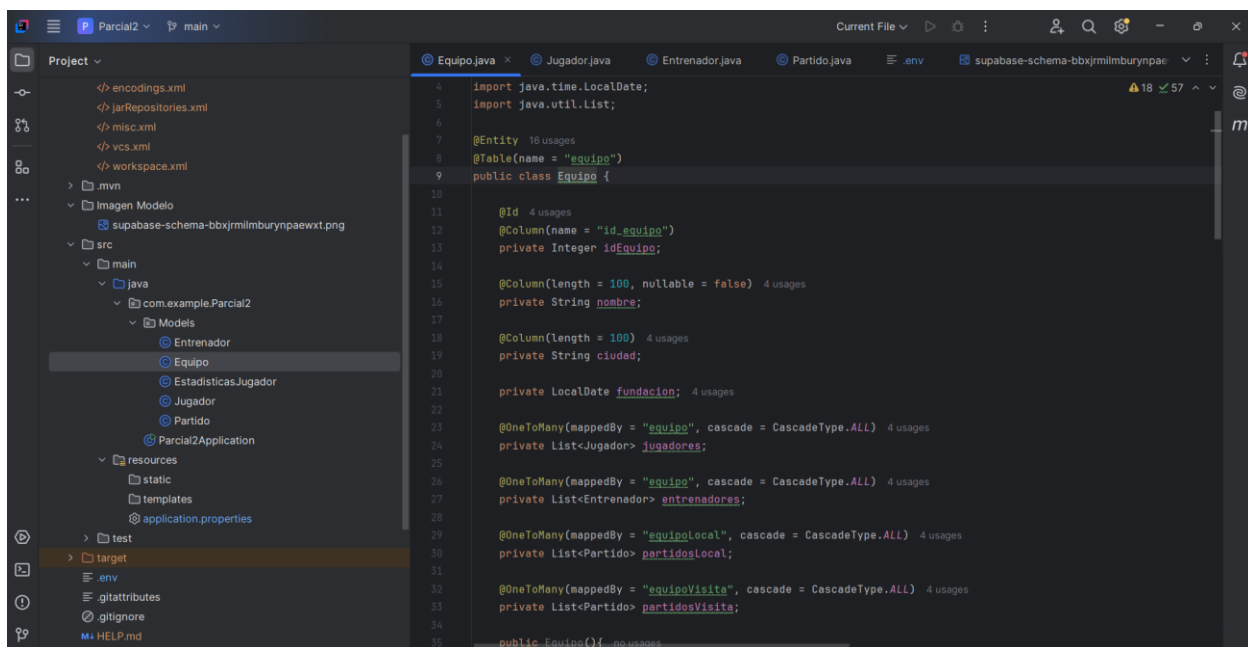 P Parcial2 main Current File
Project
encodings.xml
jarRepositories.xml
misc.xml
vcs.xml
workspace.xml
.mvn
Imagen Modelo
supabase-schema-bbxjrmilmburynpaewxt.png
src
main
java
com.example.Parcial2
Models
Entrenador
Equipo
EstadisticasJugador
Jugador
Partido
Parcial2Application
resources
static
templates
application.properties
test
target
.env
.gitattributes
.gitignore
HELP.md
Equipo.java Jugador.java Entrenador.java Partido.java .env supabase-schema-bbxjrmilmburynpae
18 57
4 import java.time.LocalDate;
5 import java.util.List;
6
7 @Entity 16 usages
8 @Table(name = "equipo")
9 public class Equipo {
10
11 @Id 4 usages
12 @Column(name = "id_equipo")
13 private Integer idEquipo;
14
15 @Column(length = 100, nullable = false) 4 usages
16 private String nombre;
17
18 @Column(length = 100) 4 usages
19 private String ciudad;
20
21 private LocalDate fundacion; 4 usages
22
23 @OneToMany(mappedBy = "equipo", cascade = CascadeType.ALL) 4 usages
24 private List<Jugador> jugadores;
25
26 @OneToMany(mappedBy = "equipo", cascade = CascadeType.ALL) 4 usages
27 private List<Entrenador> entrenadores;
28
29 @OneToMany(mappedBy = "equipoLocal", cascade = CascadeType.ALL) 4 usages
30 private List<Partido> partidosLocal;
31
32 @OneToMany(mappedBy = "equipoVisita", cascade = CascadeType.ALL) 4 usages
33 private List<Partido> partidosVisita;
34
35 public Equipo(){ no usages
m